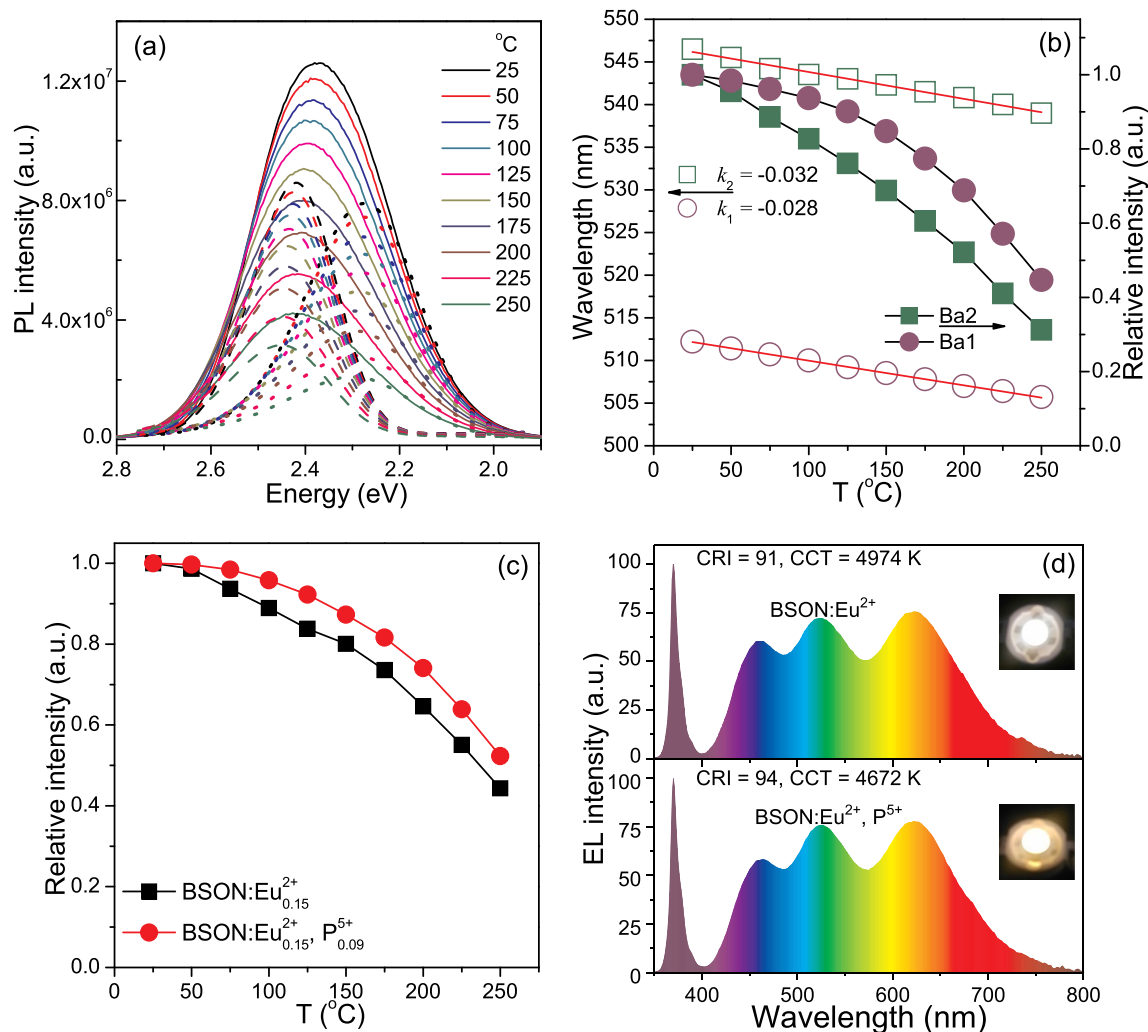 (a)
°C
25
50
75
100
125
150
175
200
225
250
1.2x10⁷
8.0x10⁶
4.0x10⁶
0.0
PL intensity (a.u.)
2.8 2.6 2.4 2.2 2.0
Energy (eV)
(b)
550
545
540
535
530
525
520
515
510
505
500
Wavelength (nm)
k₂ = -0.032
k₁ = -0.028
Ba2
Ba1
1.0
0.8
0.6
0.4
0.2
0.0
Relative intensity (a.u.)
0 50 100 150 200 250
T (°C)
(c)
1.0
0.8
0.6
0.4
0.2
0.0
Relative intensity (a.u.)
BSON:Eu²⁺₀.₁₅
BSON:Eu²⁺₀.₁₅, P⁵⁺₀.₀₉
0 50 100 150 200 250
T (°C)
(d)
CRI = 91, CCT = 4974 K
BSON:Eu²⁺
100
75
50
25
0
CRI = 94, CCT = 4672 K
BSON:Eu²⁺, P⁵⁺
100
75
50
25
0
EL intensity (a.u.)
400 500 600 700 800
Wavelength (nm)